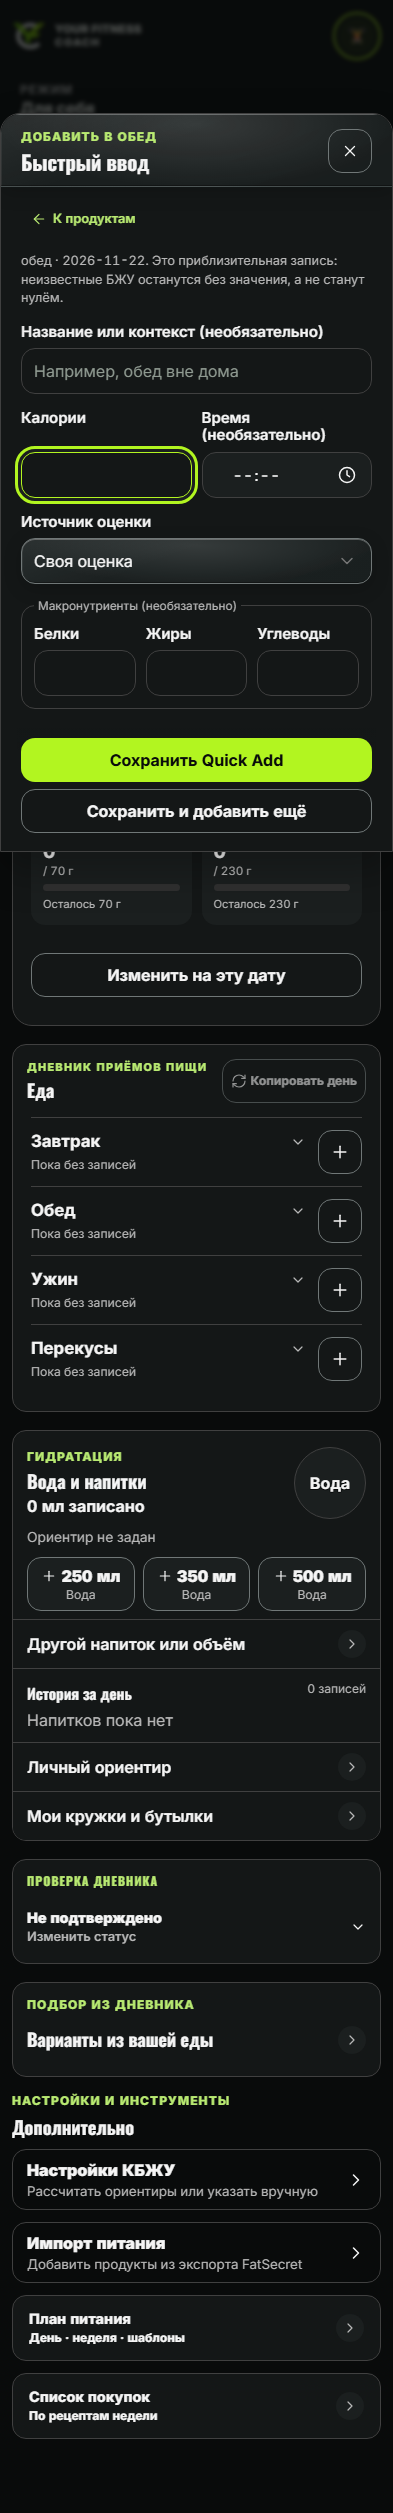 YOUR FITNESS
COACH
РЕЖИМ
Для себя
ДОБАВИТЬ В ОБЕД
Быстрый ввод
К продуктам
обед · 2026-11-22. Это приблизительная запись:
неизвестные БЖУ останутся без значения, а не станут
нулём.
Название или контекст (необязательно)
Например, обед вне дома
Калории
Время
(необязательно)
--:--
Источник оценки
Своя оценка
Макронутриенты (необязательно)
Белки
Жиры
Углеводы
Сохранить Quick Add
Сохранить и добавить ещё
0
0
/ 70 г
/ 230 г
Осталось 70 г
Осталось 230 г
Изменить на эту дату
ДНЕВНИК ПРИЁМОВ ПИЩИ
Еда
Копировать день
Завтрак
Пока без записей
Обед
Пока без записей
Ужин
Пока без записей
Перекусы
Пока без записей
ГИДРАТАЦИЯ
Вода и напитки
0 мл записано
Вода
Ориентир не задан
+ 250 мл
Вода
+ 350 мл
Вода
+ 500 мл
Вода
Другой напиток или объём
История за день
0 записей
Напитков пока нет
Личный ориентир
Мои кружки и бутылки
ПРОВЕРКА ДНЕВНИКА
Не подтверждено
Изменить статус
ПОДБОР ИЗ ДНЕВНИКА
Варианты из вашей еды
НАСТРОЙКИ И ИНСТРУМЕНТЫ
Дополнительно
Настройки КБЖУ
Рассчитать ориентиры или указать вручную
Импорт питания
Добавить продукты из экспорта FatSecret
План питания
День · неделя · шаблоны
Список покупок
По рецептам недели